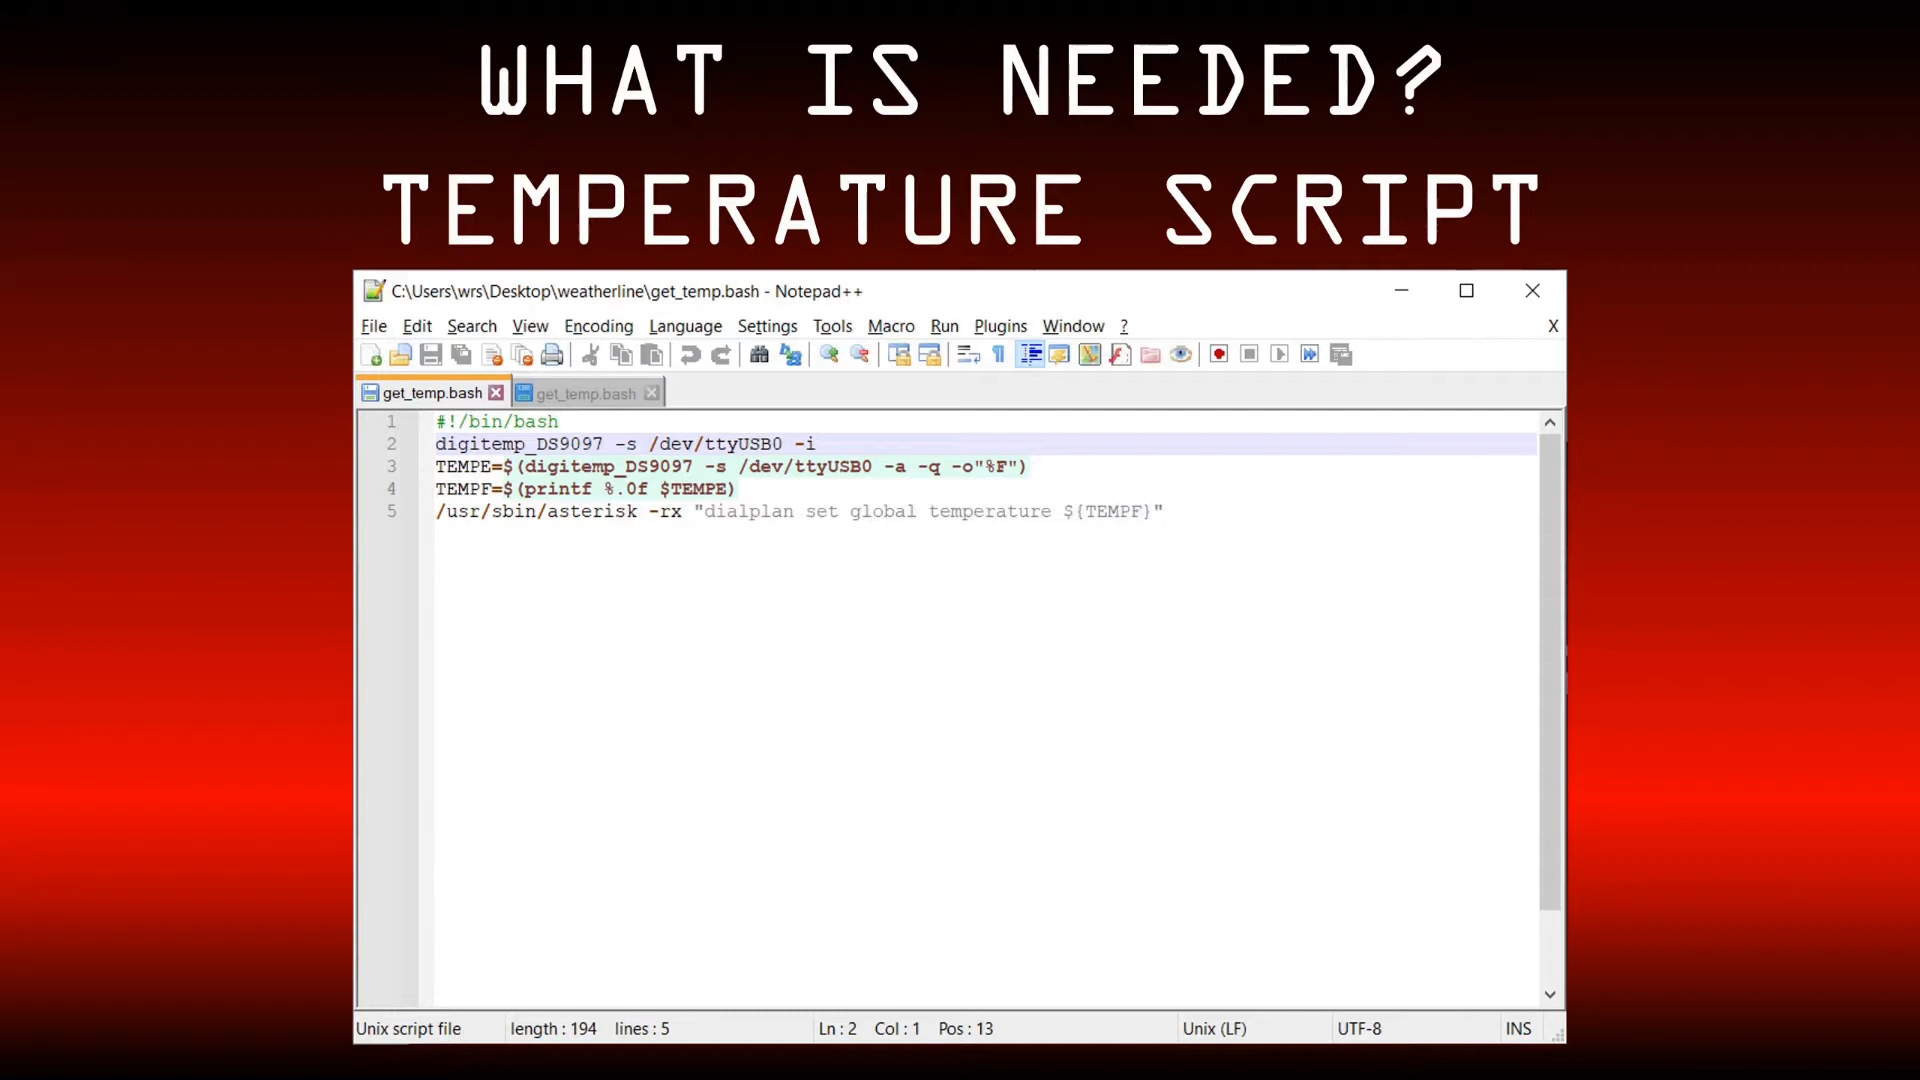 WHAT IS NEEDED?
TEMPERATURE SCRIPT
C:\Users\wrs\Desktop\weatherline\get_temp.bash - Notepad++
File Edit Search View Encoding Language Settings Tools Macro Run Plugins Window ? X
get_temp.bash get_temp.bash
1 #!/bin/bash
2 digitemp_DS9097 -s /dev/ttyUSB0 -i
3 TEMPE=$(digitemp_DS9097 -s /dev/ttyUSB0 -a -q -o"%F")
4 TEMPF=$(printf %.0f $TEMPE)
5 /usr/sbin/asterisk -rx "dialplan set global temperature ${TEMPF}"
Unix script file length : 194 lines : 5 Ln : 2 Col : 1 Pos : 13 Unix (LF) UTF-8 INS